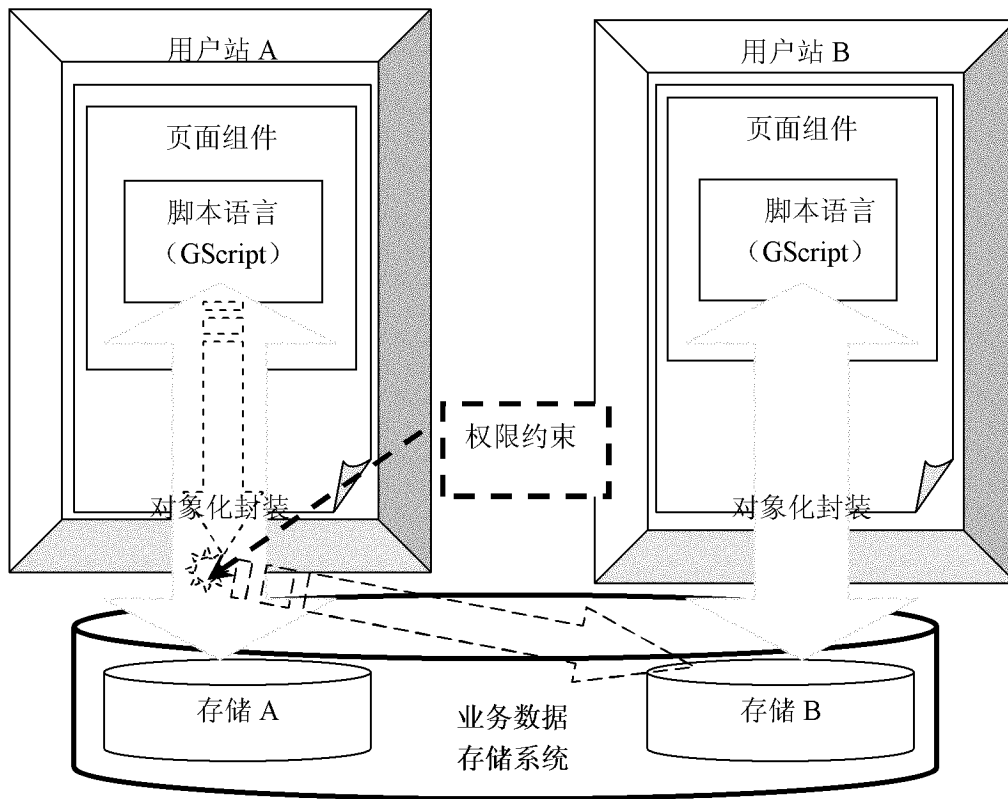 用户站 A
页面组件
脚本语言
（GScript）
对象化封装
用户站 B
页面组件
脚本语言
（GScript）
对象化封装
权限约束
存储 A
业务数据
存储系统
存储 B